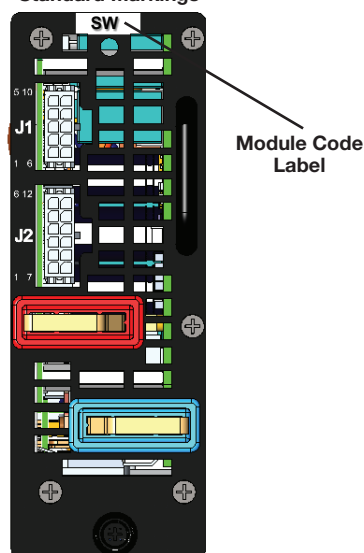 Standard Markings
SW
5 10
J1
1 6
6 12
J2
1 7
Module Code
Label